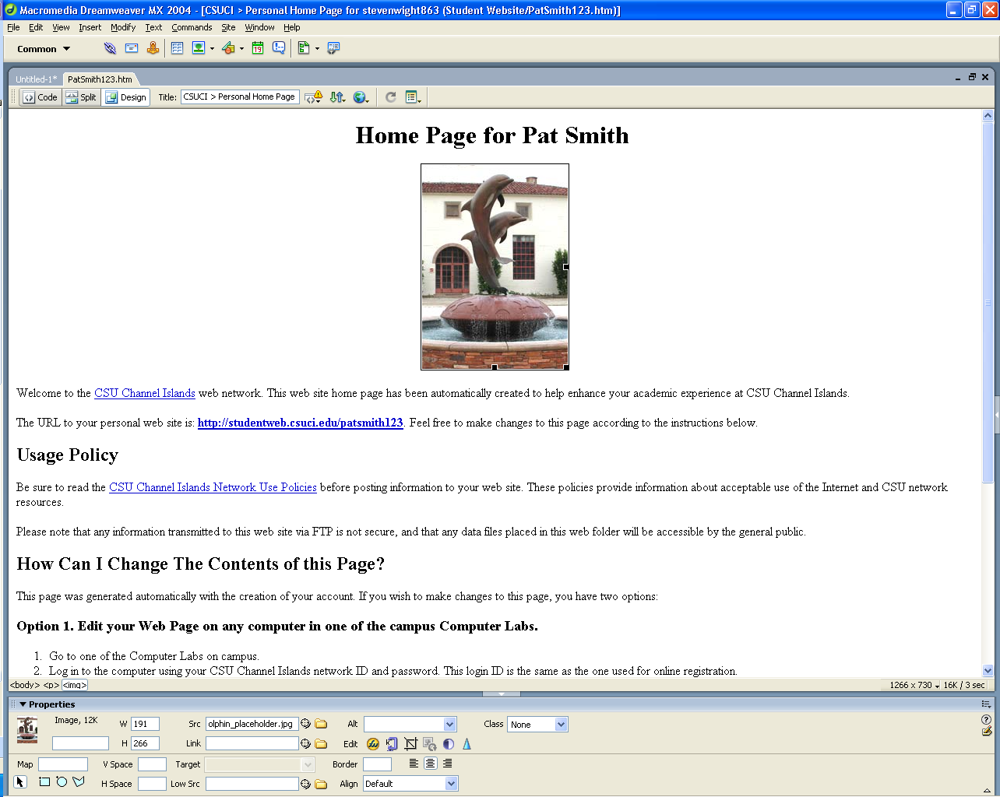 Macromedia Dreamweaver MX 2004 - [CSUCI > Personal Home Page for stevenwight863 (Student Website/PatSmith123.htm)]
File Edit View Insert Modify Text Commands Site Window Help
Common
19
Untitled-1* PatSmith123.htm
Code Split Design Title: CSUCI > Personal Home Page
Home Page for Pat Smith
Welcome to the CSU Channel Islands web network. This web site home page has been automatically created to help enhance your academic experience at CSU Channel Islands.
The URL to your personal web site is: http://studentweb.csuci.edu/patsmith123. Feel free to make changes to this page according to the instructions below.
Usage Policy
Be sure to read the CSU Channel Islands Network Use Policies before posting information to your web site. These policies provide information about acceptable use of the Internet and CSU network
resources.
Please note that any information transmitted to this web site via FTP is not secure, and that any data files placed in this web folder will be accessible by the general public.
How Can I Change The Contents of this Page?
This page was generated automatically with the creation of your account. If you wish to make changes to this page, you have two options:
Option 1. Edit your Web Page on any computer in one of the campus Computer Labs.
1. Go to one of the Computer Labs on campus.
2. Log in to the computer using your CSU Channel Islands network ID and password. This login ID is the same as the one used for online registration.
<body> <p> <img> 1266 x 730 16K / 3 sec
Properties
Image, 12K W 191 Src olphin_placeholder.jpg Alt Class None
H 266 Link Edit
Map V Space Target Border
H Space Low Src Align Default